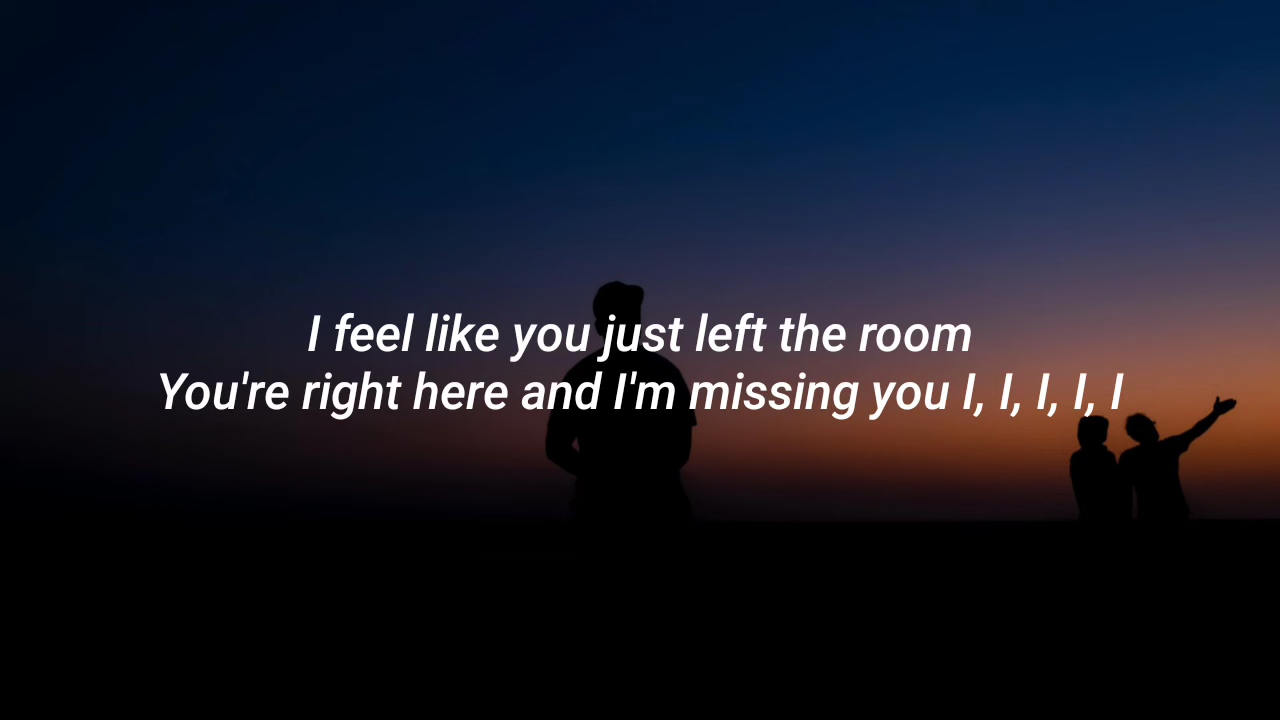 I feel like you just left the room
You're right here and I'm missing you I, I, I, I, I